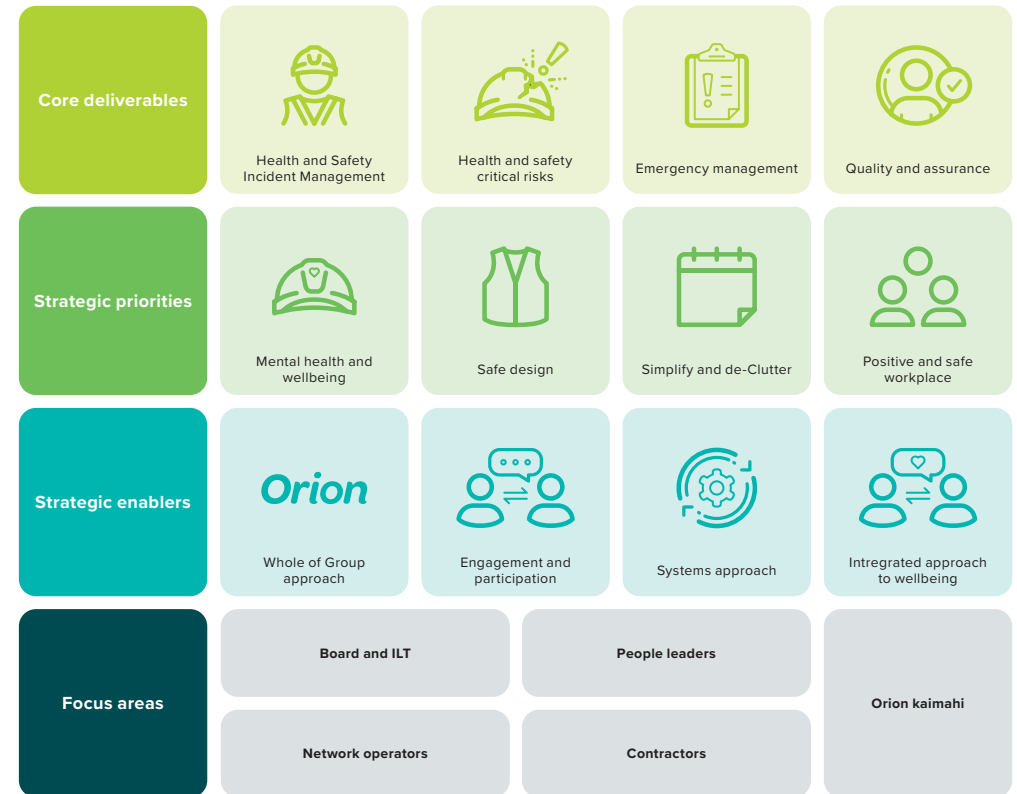 Core deliverables
Health and Safety
Incident Management
Health and safety
critical risks
Emergency management
Quality and assurance
Strategic priorities
Mental health and
wellbeing
Safe design
Simplify and de-Clutter
Positive and safe
workplace
Strategic enablers
Orion
Whole of Group
approach
Engagement and
participation
Systems approach
Intregrated approach
to wellbeing
Focus areas
Board and ILT
People leaders
Orion kaimahi
Network operators
Contractors